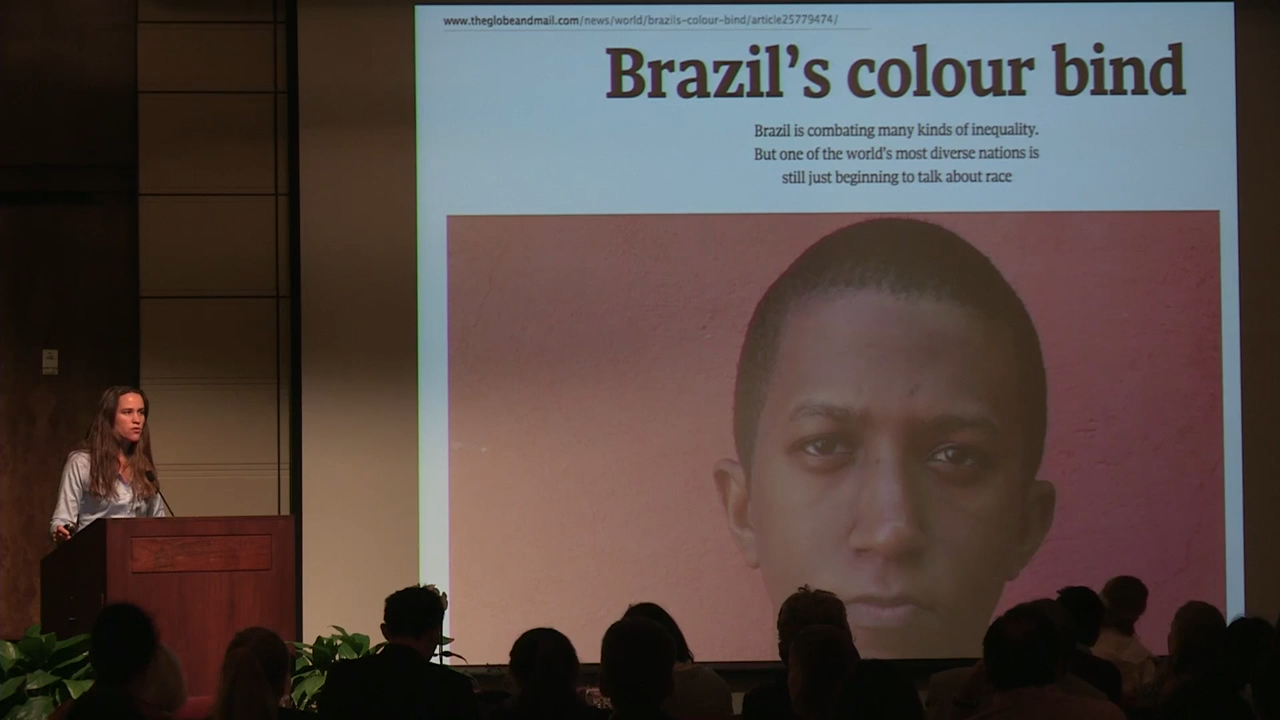 www.theglobeandmail.com/news/world/brazils-colour-bind/article25779474/
Brazil's colour bind
Brazil is combating many kinds of inequality.
But one of the world's most diverse nations is
still just beginning to talk about race